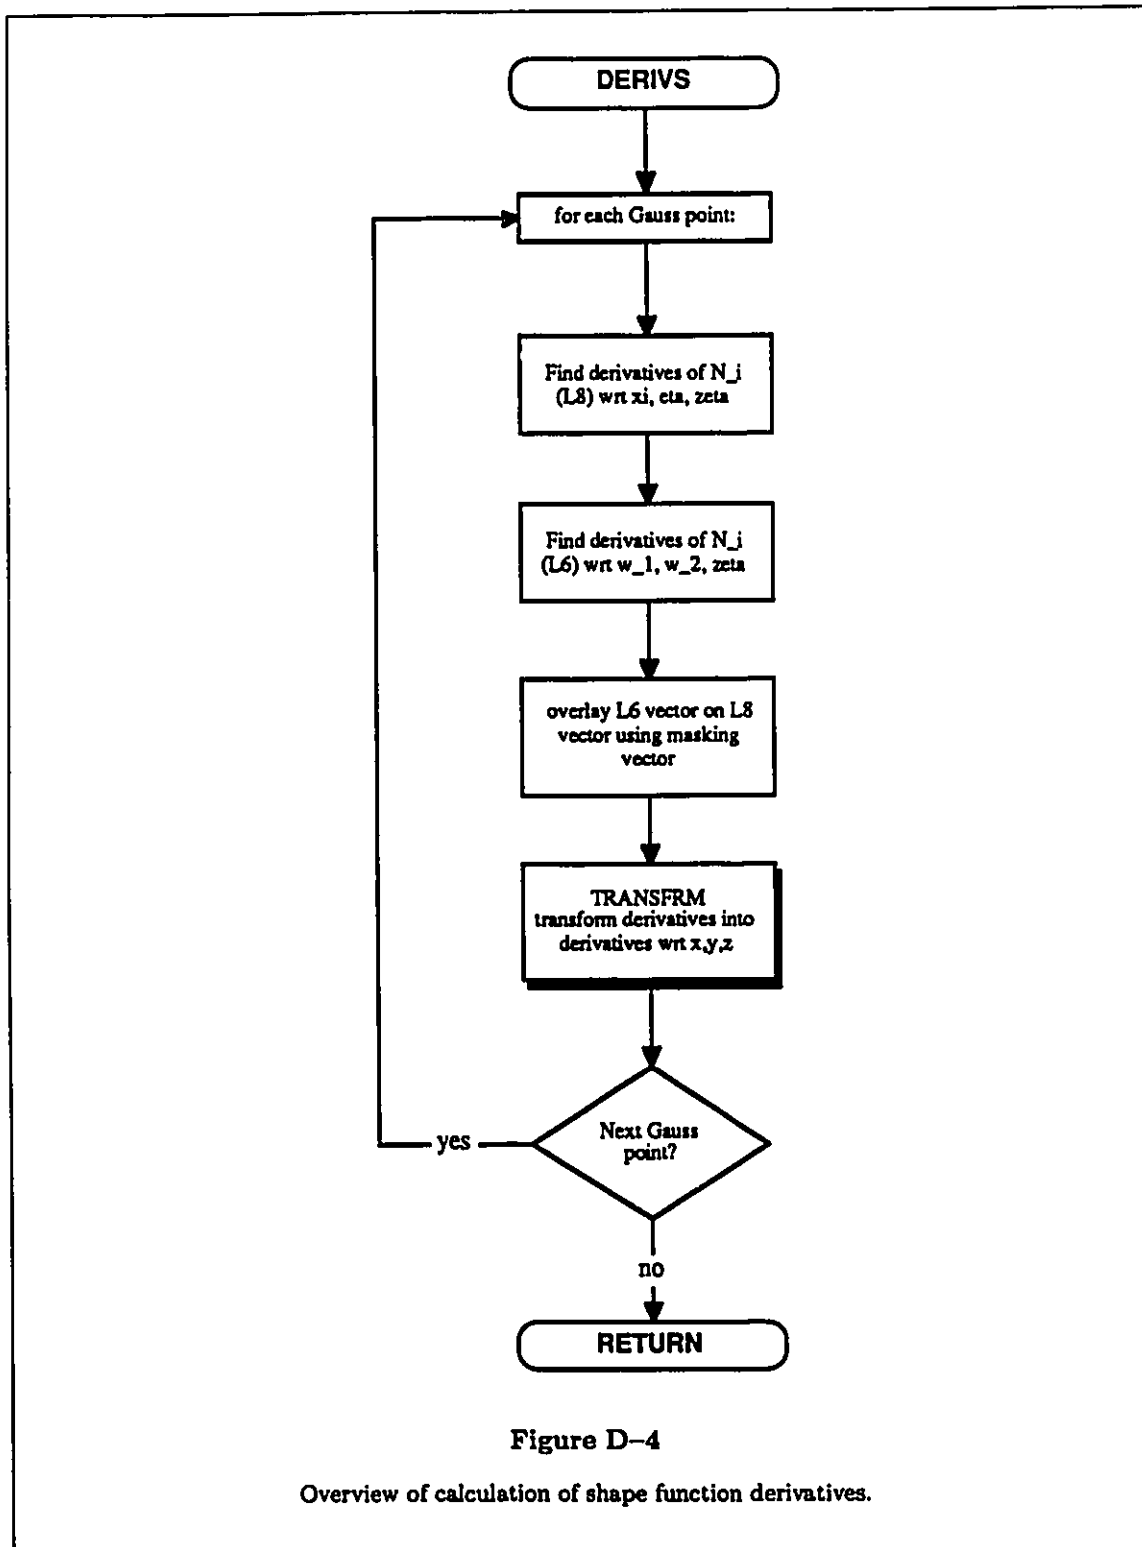 DERIVS
for each Gauss point:
Find derivatives of N_i
(L8) wrt xi, eta, zeta
Find derivatives of N_i
(L6) wrt w_1, w_2, zeta
overlay L6 vector on L8
vector using masking
vector
TRANSFRM
transform derivatives into
derivatives wrt x,y,z
Next Gauss
point?
yes
no
RETURN
Figure D–4
Overview of calculation of shape function derivatives.